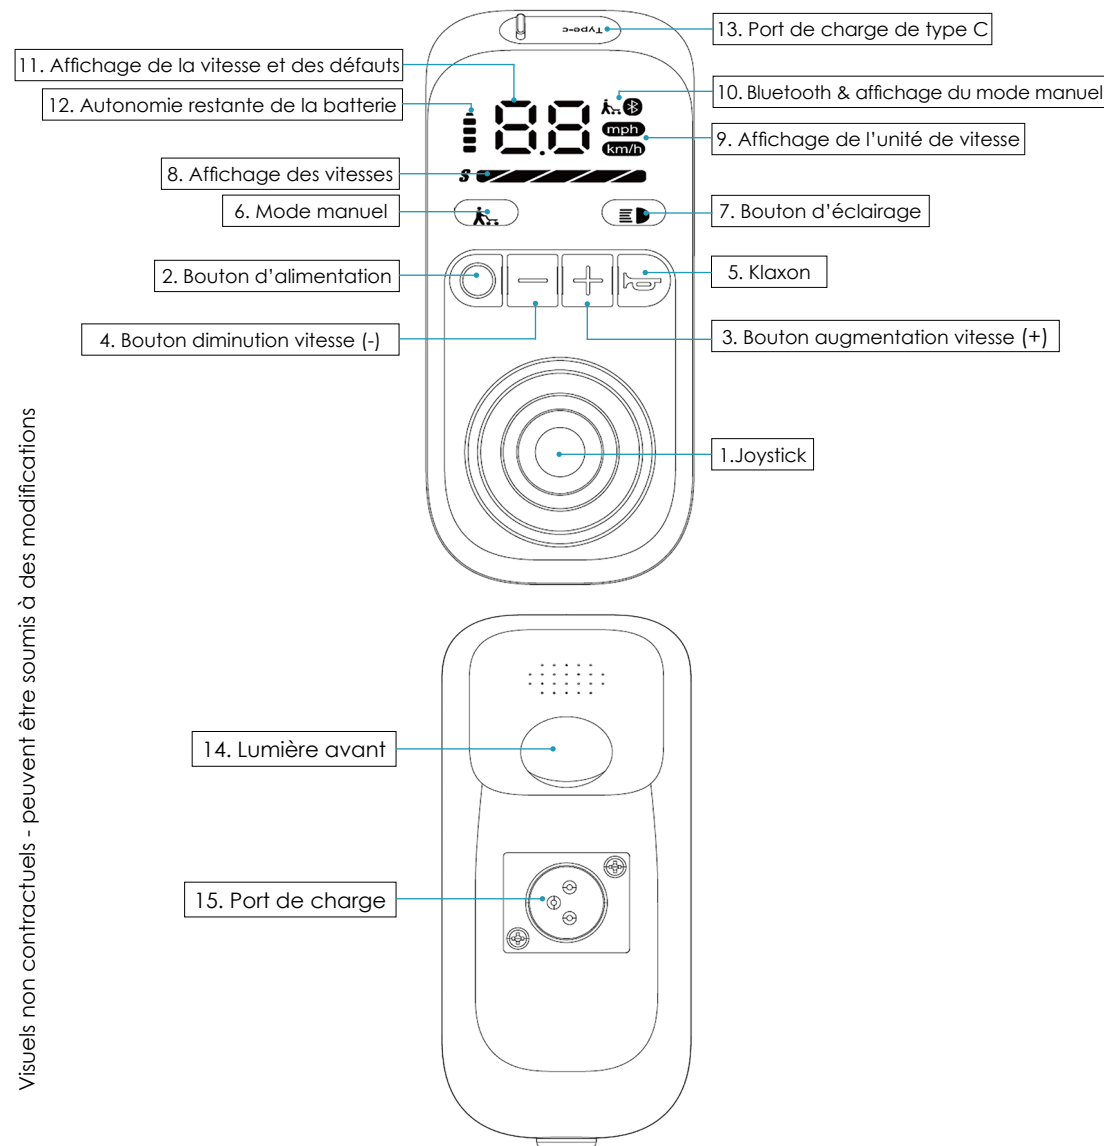 Type-c
13. Port de charge de type C
11. Affichage de la vitesse et des défauts
12. Autonomie restante de la batterie
8.8
10. Bluetooth & affichage du mode manuel
mph
km/h
9. Affichage de l'unité de vitesse
8. Affichage des vitesses
S
6. Mode manuel
7. Bouton d'éclairage
2. Bouton d'alimentation
5. Klaxon
4. Bouton diminution vitesse (-)
3. Bouton augmentation vitesse (+)
1.Joystick
14. Lumière avant
15. Port de charge
Visuels non contractuels - peuvent être soumis à des modifications